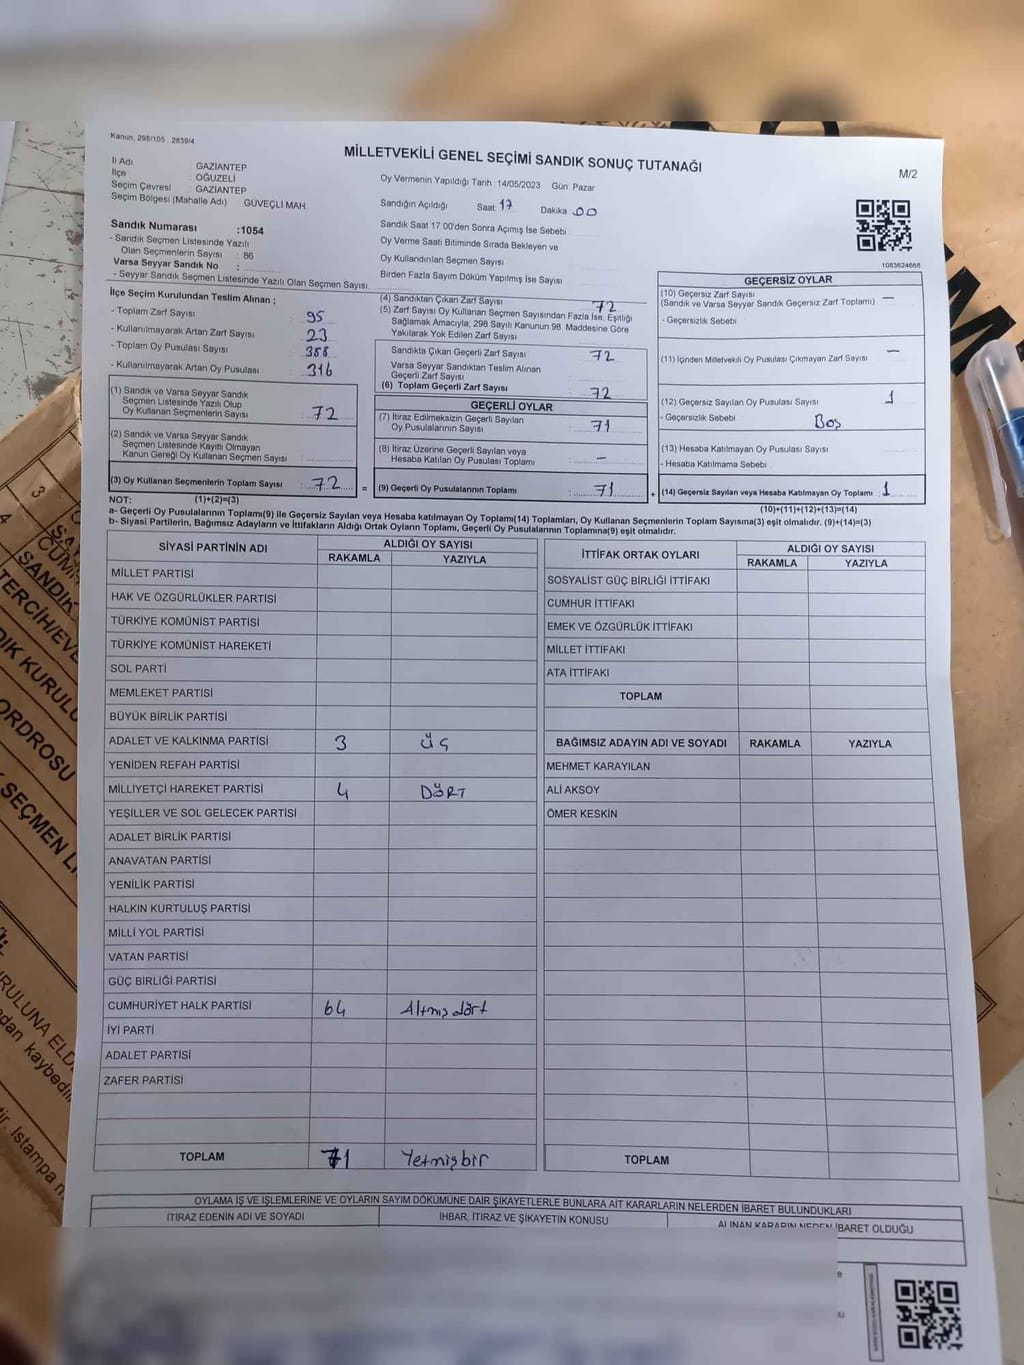 Kanun, 298/105 2839/4
MİLLETVEKİLİ GENEL SEÇİMİ SANDIK SONUÇ TUTANAĞI
M/2
İl Adı : GAZİANTEP
İlçe : OĞUZELİ
Seçim Çevresi : GAZİANTEP
Seçim Bölgesi (Mahalle Adı) GÜVEÇLİ MAH.
Oy Vermenin Yapıldığı Tarih :14/05/2023 Gün: Pazar
Sandığın Açıldığı Saat 17 Dakika 00
Sandık Saat 17.00'den Sonra Açımış İse Sebebi
Oy Verme Saati Bitiminde Sırada Bekleyen ve
Oy Kullandırılan Seçmen Sayısı
Birden Fazla Sayım Döküm Yapılmış İse Sayısı
Sandık Numarası :1054
- Sandık Seçmen Listesinde Yazılı
Olan Seçmenlerin Sayısı : 86
Varsa Seyyar Sandık No :
- Seyyar Sandık Seçmen Listesinde Yazılı Olan Seçmen Sayısı:
1083624666
İlçe Seçim Kurulundan Teslim Alınan ;
- Toplam Zarf Sayısı : 95
- Kullanılmayarak Artan Zarf Sayısı : 23
- Toplam Oy Pusulası Sayısı : 388
- Kullanılmayarak Artan Oy Pusulası : 316
(1) Sandık ve Varsa Seyyar Sandık
Seçmen Listesinde Yazılı Olup
Oy Kullanan Seçmenlerin Sayısı : 72
(2) Sandık ve Varsa Seyyar Sandık
Seçmen Listesinde Kayıtlı Olmayan
Kanun Gereği Oy Kullanan Seçmen Sayısı :
(3) Oy Kullanan Seçmenlerin Toplam Sayısı : 72 =
(4) Sandıktan Çıkan Zarf Sayısı 72
(5) Zarf Sayısı Oy Kullanan Seçmen Sayısından Fazla İse, Eşitliği
Sağlamak Amacıyla; 298 Sayılı Kanunun 98. Maddesine Göre
Yakılarak Yok Edilen Zarf Sayısı
Sandıkta Çıkan Geçerli Zarf Sayısı : 72
Varsa Seyyar Sandıktan Teslim Alınan
Geçerli Zarf Sayısı :
(6) Toplam Geçerli Zarf Sayısı : 72
GEÇERLİ OYLAR
(7) İtiraz Edilmeksizin Geçerli Sayılan
Oy Pusulalarının Sayısı : 71
(8) İtiraz Üzerine Geçerli Sayılan veya
Hesaba Katılan Oy Pusulası Toplamı : –
(9) Geçerli Oy Pusulalarının Toplamı : 71 +
GEÇERSİZ OYLAR
(10) Geçersiz Zarf Sayısı
(Sandık ve Varsa Seyyar Sandık Geçersiz Zarf Toplamı) —
- Geçersizlik Sebebi
(11) İçinden Milletvekili Oy Pusulası Çıkmayan Zarf Sayısı —
(12) Geçersiz Sayılan Oy Pusulası Sayısı 1
- Geçersizlik Sebebi Boş
(13) Hesaba Katılmayan Oy Pusulası Sayısı
- Hesaba Katılmama Sebebi
(14) Geçersiz Sayılan veya Hesaba Katılmayan Oy Toplamı : 1
NOT: (1)+(2)=(3)
(10)+(11)+(12)+(13)=(14)
a- Geçerli Oy Pusulalarının Toplamı(9) ile Geçersiz Sayılan veya Hesaba katılmayan Oy Toplamı(14) Toplamları, Oy Kullanan Seçmenlerin Toplam Sayısına(3) eşit olmalıdır. (9)+(14)=(3)
b- Siyasi Partilerin, Bağımsız Adayların ve İttifakların Aldığı Ortak Oyların Toplamı, Geçerli Oy Pusulalarının Toplamına(9) eşit olmalıdır.
SİYASİ PARTİNİN ADI ALDIĞI OY SAYISI
RAKAMLA YAZIYLA
MİLLET PARTİSİ
HAK VE ÖZGÜRLÜKLER PARTİSİ
TÜRKİYE KOMÜNİST PARTİSİ
TÜRKİYE KOMÜNİST HAREKETİ
SOL PARTİ
MEMLEKET PARTİSİ
BÜYÜK BİRLİK PARTİSİ
ADALET VE KALKINMA PARTİSİ 3 Üç
YENİDEN REFAH PARTİSİ
MİLLİYETÇİ HAREKET PARTİSİ 4 DÖRT
YEŞİLLER VE SOL GELECEK PARTİSİ
ADALET BİRLİK PARTİSİ
ANAVATAN PARTİSİ
YENİLİK PARTİSİ
HALKIN KURTULUŞ PARTİSİ
MİLLİ YOL PARTİSİ
VATAN PARTİSİ
GÜÇ BİRLİĞİ PARTİSİ
CUMHURİYET HALK PARTİSİ 64 Altmış dört
İYİ PARTİ
ADALET PARTİSİ
ZAFER PARTİSİ
TOPLAM 71 Yetmişbir
İTTİFAK ORTAK OYLARI ALDIĞI OY SAYISI
RAKAMLA YAZIYLA
SOSYALİST GÜÇ BİRLİĞİ İTTİFAKI
CUMHUR İTTİFAKI
EMEK VE ÖZGÜRLÜK İTTİFAKI
MİLLET İTTİFAKI
ATA İTTİFAKI
TOPLAM
BAĞIMSIZ ADAYIN ADI VE SOYADI RAKAMLA YAZIYLA
MEHMET KARAYILAN
ALİ AKSOY
ÖMER KESKİN
TOPLAM
OYLAMA İŞ VE İŞLEMLERİNE VE OYLARIN SAYIM DÖKÜMÜNE DAİR ŞİKAYETLERLE BUNLARA AİT KARARLARIN NELERDEN İBARET BULUNDUKLARI
İTİRAZ EDENİN ADI VE SOYADI İHBAR, İTİRAZ VE ŞİKAYETİN KONUSU ALINAN KARARIN NEDEN İBARET OLDUĞU
3
4
SANDIK
TERCİH/EVE
DIK KURULU
ORDROSU
SEÇMEN Lİ